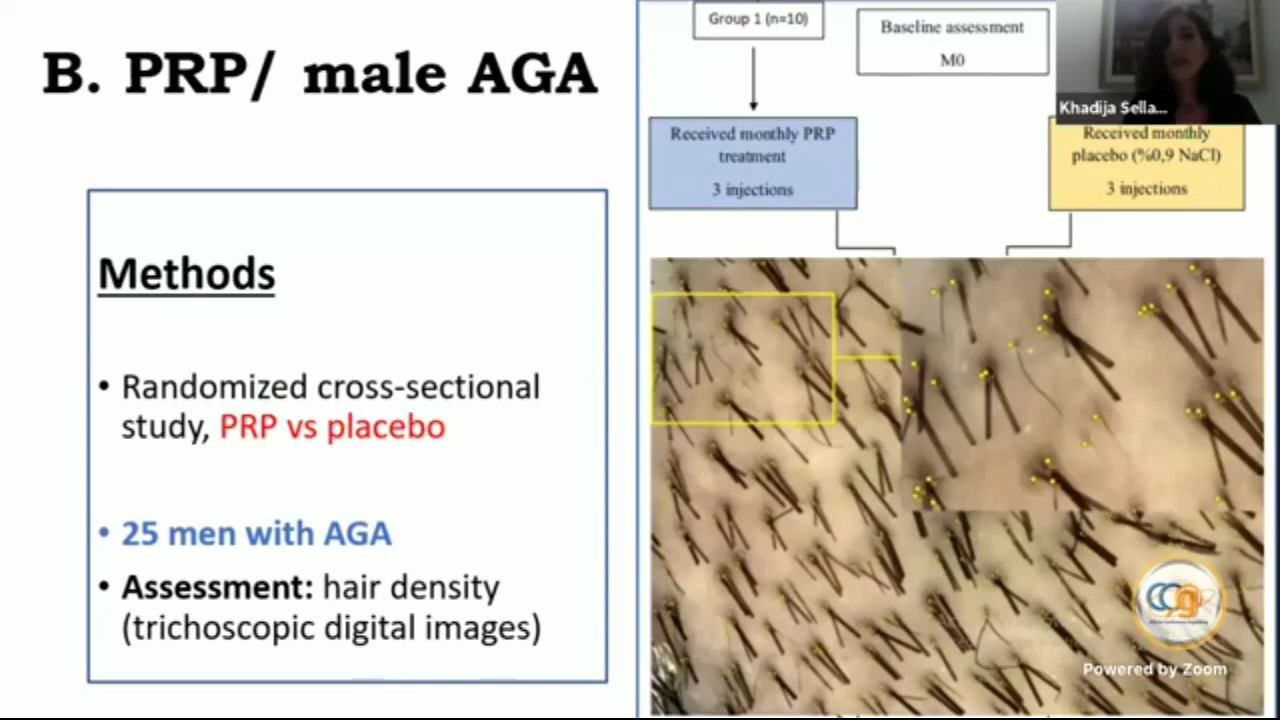 B. PRP/ male AGA
Methods
• Randomized cross-sectional
study, PRP vs placebo
• 25 men with AGA
• Assessment: hair density
(trichoscopic digital images)
Group 1 (n=10)
Baseline assessment
M0
Khadija Sella...
Received monthly PRP
treatment
3 injections
Received monthly
placebo (%0,9 NaCl)
3 injections
CCg
Powered by Zoom